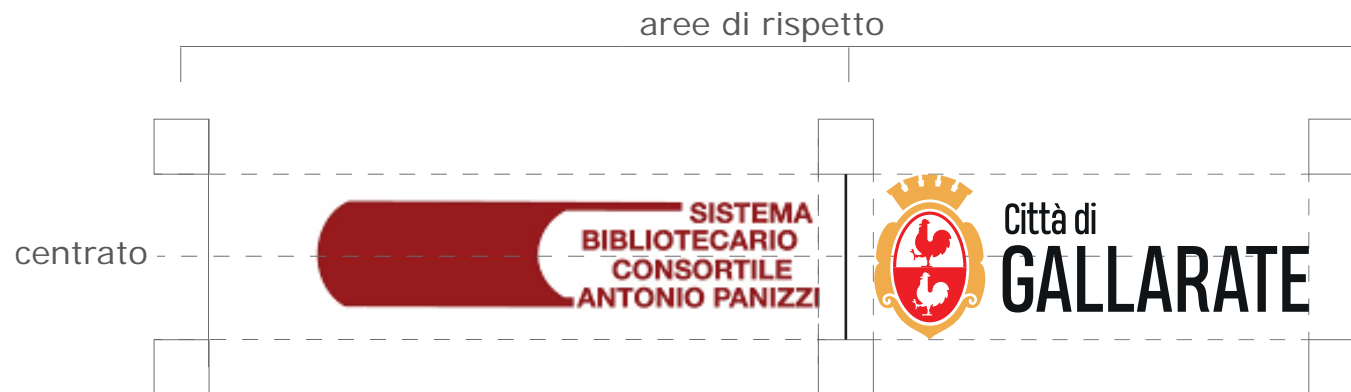 aree di rispetto
centrato
SISTEMA
BIBLIOTECARIO
CONSORTILE
ANTONIO PANIZZI
Città di
GALLARATE